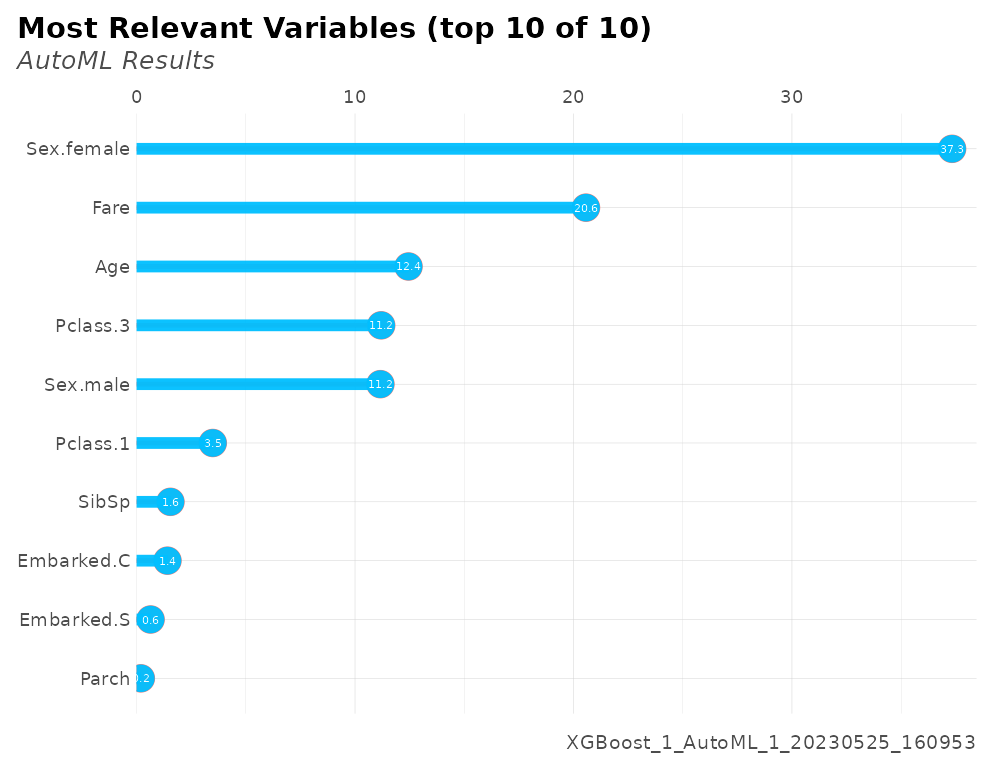 Most Relevant Variables (top 10 of 10)
AutoML Results
0 10 20 30
Sex.female 37.3
Fare 20.6
Age 12.4
Pclass.3 11.2
Sex.male 11.2
Pclass.1 3.5
SibSp 1.6
Embarked.C 1.4
Embarked.S 0.6
Parch 0.2
XGBoost_1_AutoML_1_20230525_160953